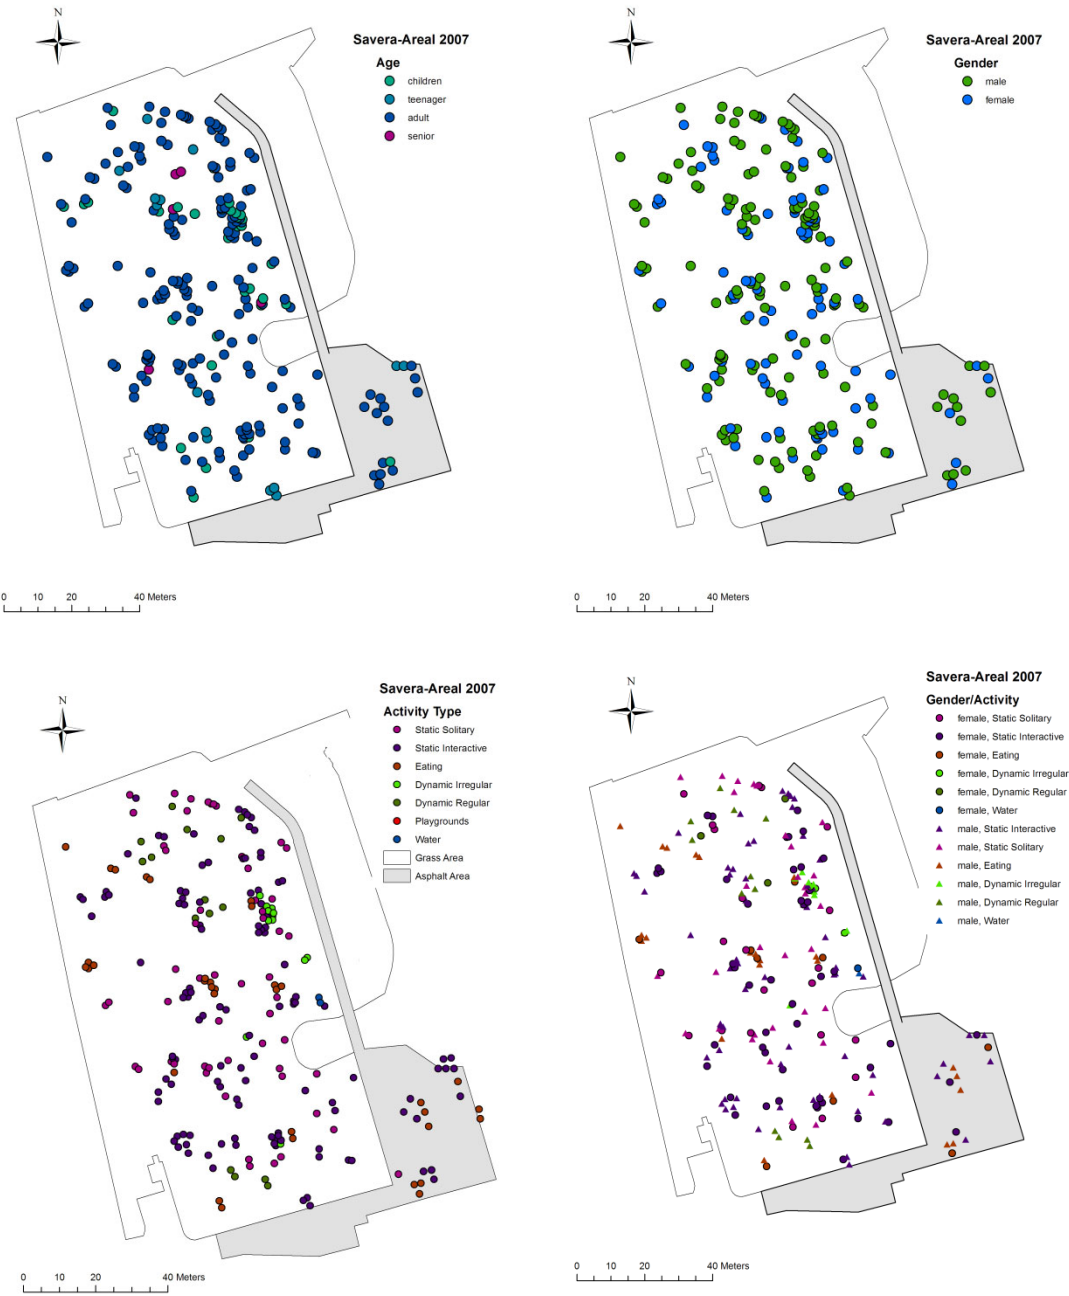 N
Savera-Areal 2007
Age
children
teenager
adult
senior
0 10 20 40 Meters
N
Savera-Areal 2007
Gender
male
female
0 10 20 40 Meters
N
Savera-Areal 2007
Activity Type
Static Solitary
Static Interactive
Eating
Dynamic Irregular
Dynamic Regular
Playgrounds
Water
Grass Area
Asphalt Area
0 10 20 40 Meters
N
Savera-Areal 2007
Gender/Activity
female, Static Solitary
female, Static Interactive
female, Eating
female, Dynamic Irregular
female, Dynamic Regular
female, Water
male, Static Interactive
male, Static Solitary
male, Eating
male, Dynamic Irregular
male, Dynamic Regular
male, Water
0 10 20 40 Meters